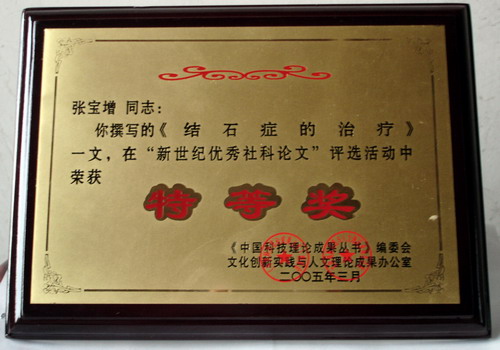 张宝增 同志：
你撰写的《结石症的治疗》
一文，在“新世纪优秀社科论文”评选活动中
荣获
特等奖
《中国科技理论成果丛书》编委会
文化创新实践与人文理论成果办公室
二〇〇五年三月